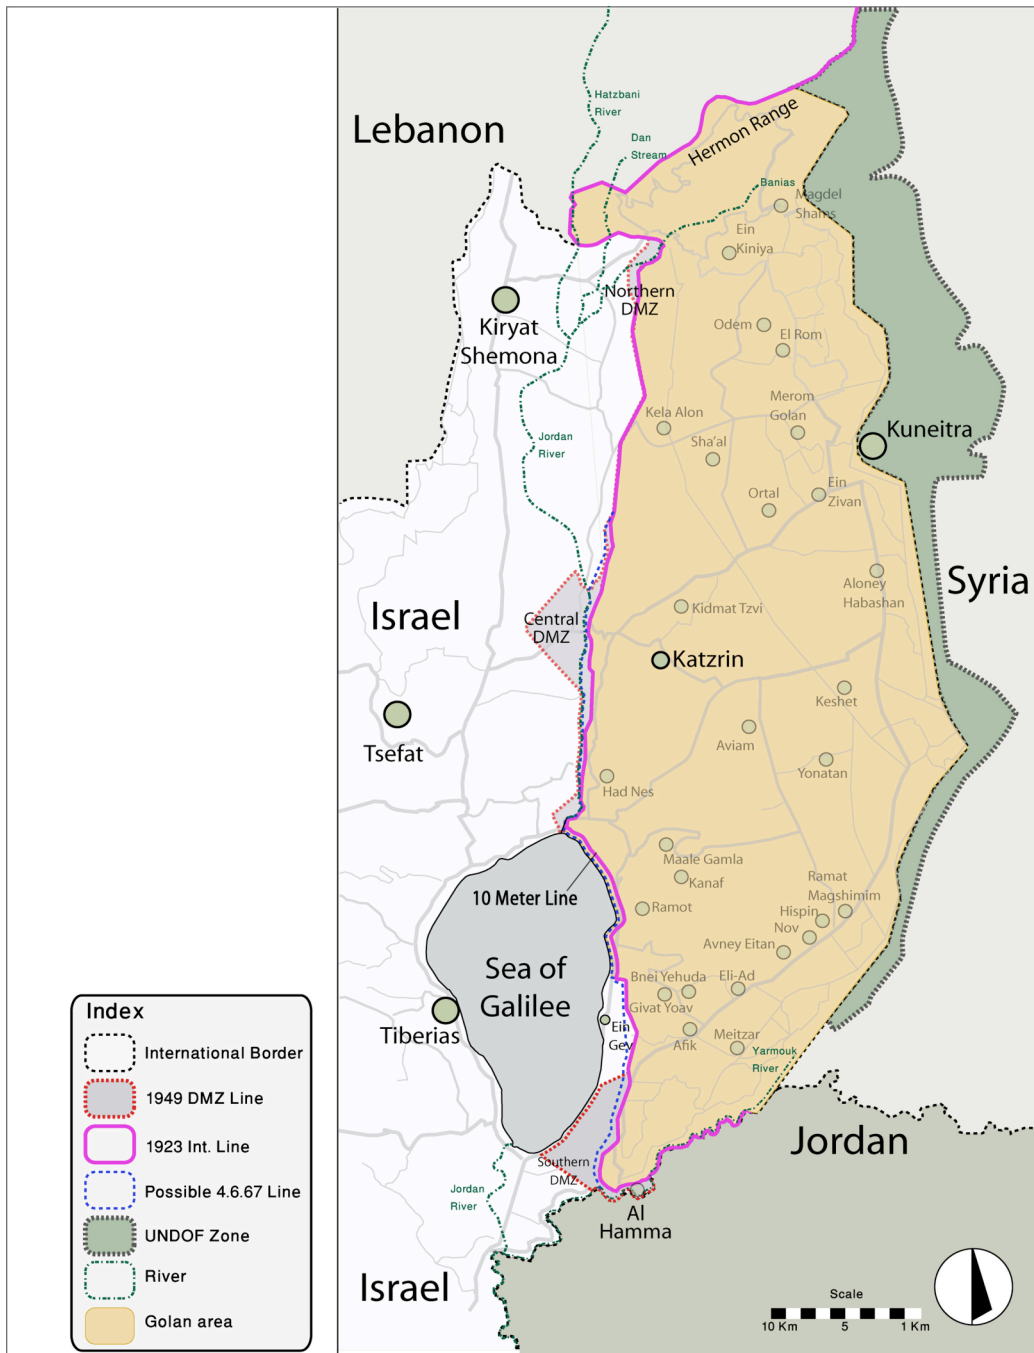 Hatzbani
River
Lebanon
Dan
Stream
Hermon Range
Banias
Magdel
Shams
Ein
Kiniya
Northern
DMZ
Kiryat
Shemona
Odem
El Rom
Merom
Golan
Kela Alon
Kuneitra
Jordan
River
Sha'al
Ortal
Ein
Zivan
Aloney
Habashan
Syria
Israel
Central
DMZ
Kidmat Tzvi
Katzrin
Keshet
Tsefat
Aviam
Yonatan
Had Nes
Maale Gamla
Kanaf
Ramat
Magshimim
10 Meter Line
Ramot
Hispin
Nov
Avney Eitan
Sea of
Galilee
Bnei Yehuda
Eli-Ad
Givat Yoav
Tiberias
Ein
Gev
Afik
Meitzar
Yarmouk
River
Jordan
Southern
DMZ
Jordan
River
Al
Hamma
Israel
Index
International Border
1949 DMZ Line
1923 Int. Line
Possible 4.6.67 Line
UNDOF Zone
River
Golan area
Scale
10 Km 5 1 Km